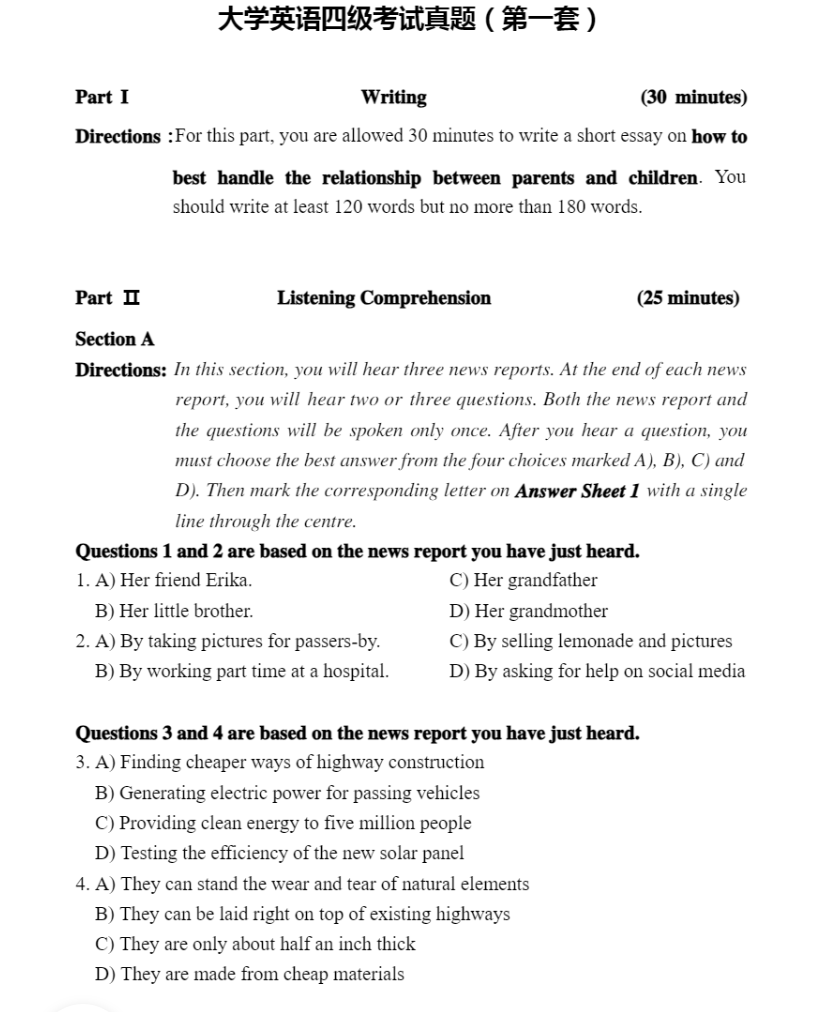 大学英语四级考试真题（第一套）
Part I Writing (30 minutes)
Directions :For this part, you are allowed 30 minutes to write a short essay on how to
best handle the relationship between parents and children. You
should write at least 120 words but no more than 180 words.
Part II Listening Comprehension (25 minutes)
Section A
Directions: In this section, you will hear three news reports. At the end of each news
report, you will hear two or three questions. Both the news report and
the questions will be spoken only once. After you hear a question, you
must choose the best answer from the four choices marked A), B), C) and
D). Then mark the corresponding letter on Answer Sheet 1 with a single
line through the centre.
Questions 1 and 2 are based on the news report you have just heard.
1. A) Her friend Erika. C) Her grandfather
B) Her little brother. D) Her grandmother
2. A) By taking pictures for passers-by. C) By selling lemonade and pictures
B) By working part time at a hospital. D) By asking for help on social media
Questions 3 and 4 are based on the news report you have just heard.
3. A) Finding cheaper ways of highway construction
B) Generating electric power for passing vehicles
C) Providing clean energy to five million people
D) Testing the efficiency of the new solar panel
4. A) They can stand the wear and tear of natural elements
B) They can be laid right on top of existing highways
C) They are only about half an inch thick
D) They are made from cheap materials